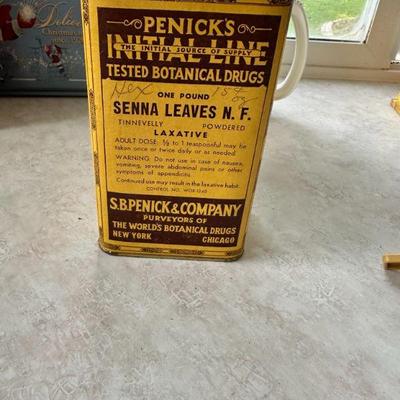 PENICK'S
INITIAL LINE
THE INITIAL SOURCE OF SUPPLY
TESTED BOTANICAL DRUGS
ONE POUND
SENNA LEAVES N. F.
TINNEVELLY POWDERED
LAXATIVE
ADULT DOSE: ½ to 1 teaspoonful may be
taken once or twice daily or as needed.
WARNING: Do not use in case of nausea,
vomiting, severe abdominal pains or other
symptoms of appendicitis.
Continued use may result in the laxative habit.
CONTROL NO.
S.B.PENICK & COMPANY
PURVEYORS OF
THE WORLD'S BOTANICAL DRUGS
NEW YORK CHICAGO